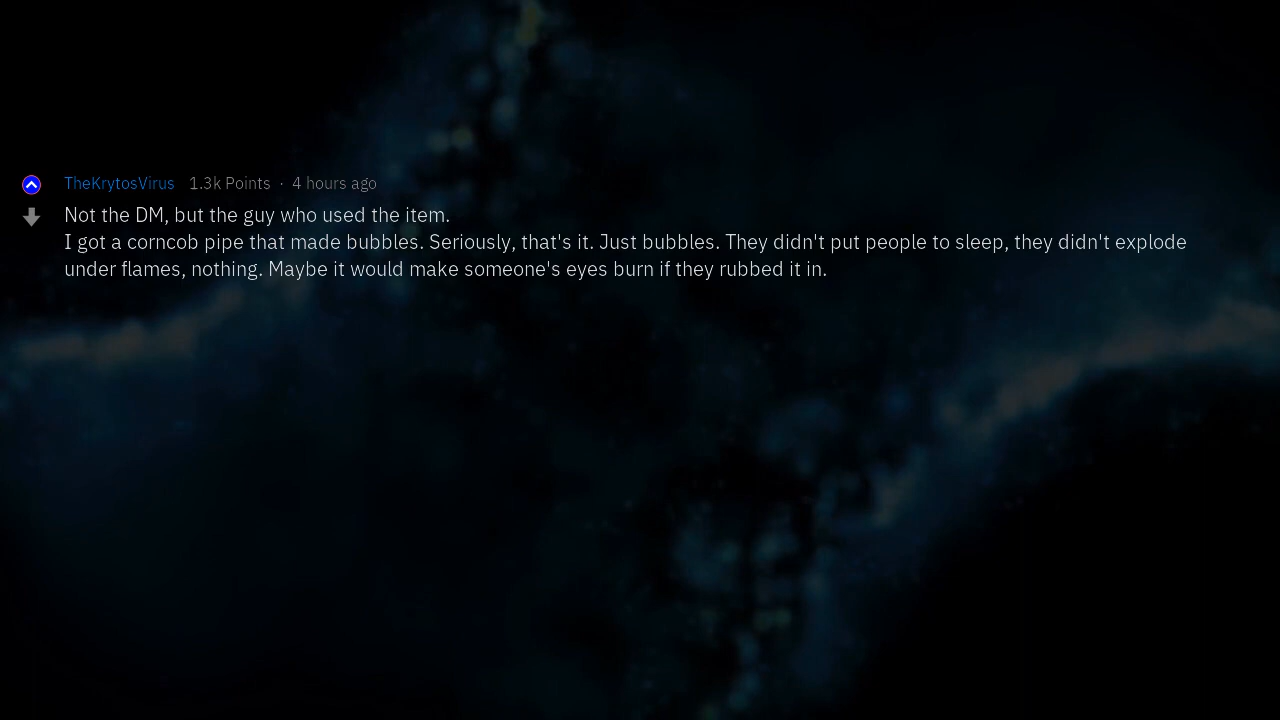 TheKrytosVirus 1.3k Points · 4 hours ago
Not the DM, but the guy who used the item.
I got a corncob pipe that made bubbles. Seriously, that's it. Just bubbles. They didn't put people to sleep, they didn't explode
under flames, nothing. Maybe it would make someone's eyes burn if they rubbed it in.